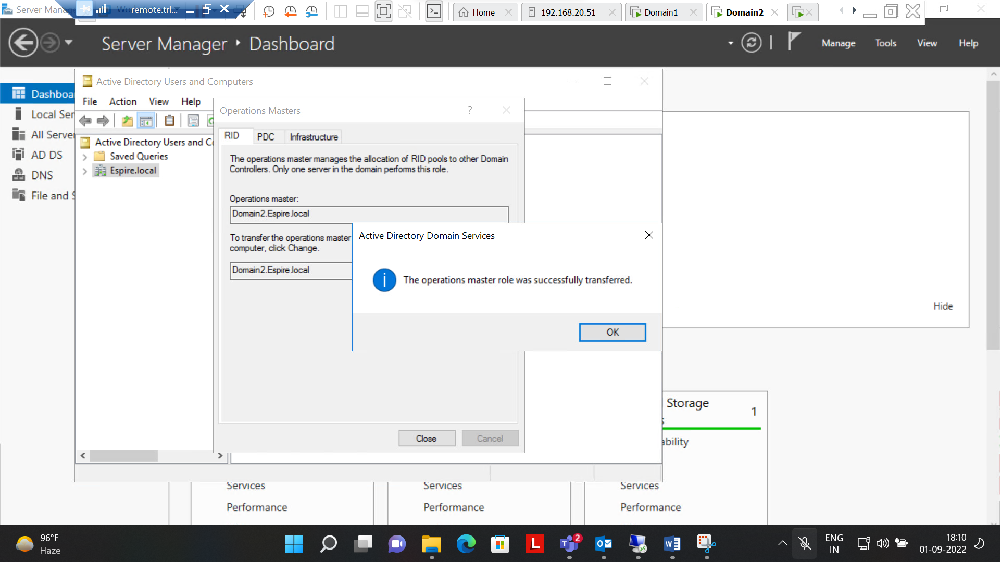 Server Mana
remote.trl...
Home
192.168.20.51
Domain1
Domain2
Server Manager
Dashboard
Manage
Tools
View
Help
Active Directory Users and Computers
File
Action
View
Help
Dashboa
Local Ser
All Server
AD DS
DNS
File and S
Active Directory Users and Co
Saved Queries
Espire.local
Operations Masters
?
RID
PDC
Infrastructure
The operations master manages the allocation of RID pools to other Domain
Controllers. Only one server in the domain performs this role.
Operations master:
Domain2.Espire.local
To transfer the operations master
computer, click Change.
Domain2.Espire.local
Active Directory Domain Services
The operations master role was successfully transferred.
OK
Close
Cancel
Hide
Storage
1
s
ability
Services
Performance
Services
Performance
Services
Performance
96°F
Haze
2
ENG
IN
18:10
01-09-2022